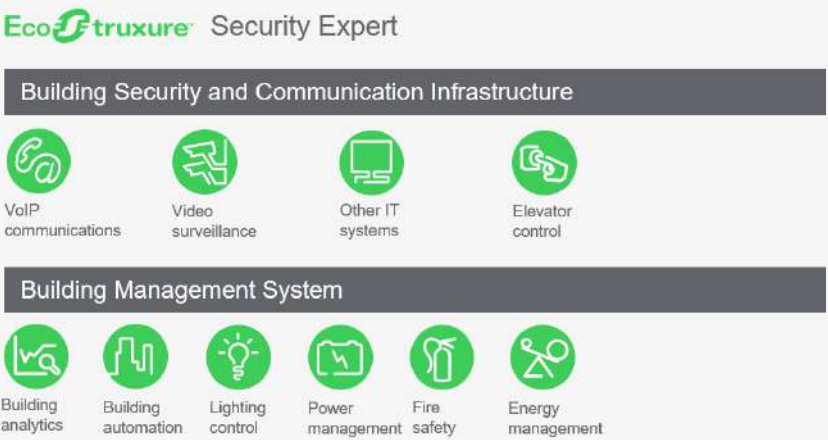 EcoStruxure™ Security Expert
Building Security and Communication Infrastructure
VoIP communications
Video surveillance
Other IT systems
Elevator control
Building Management System
Building analytics
Building automation
Lighting control
Power management
Fire safety
Energy management